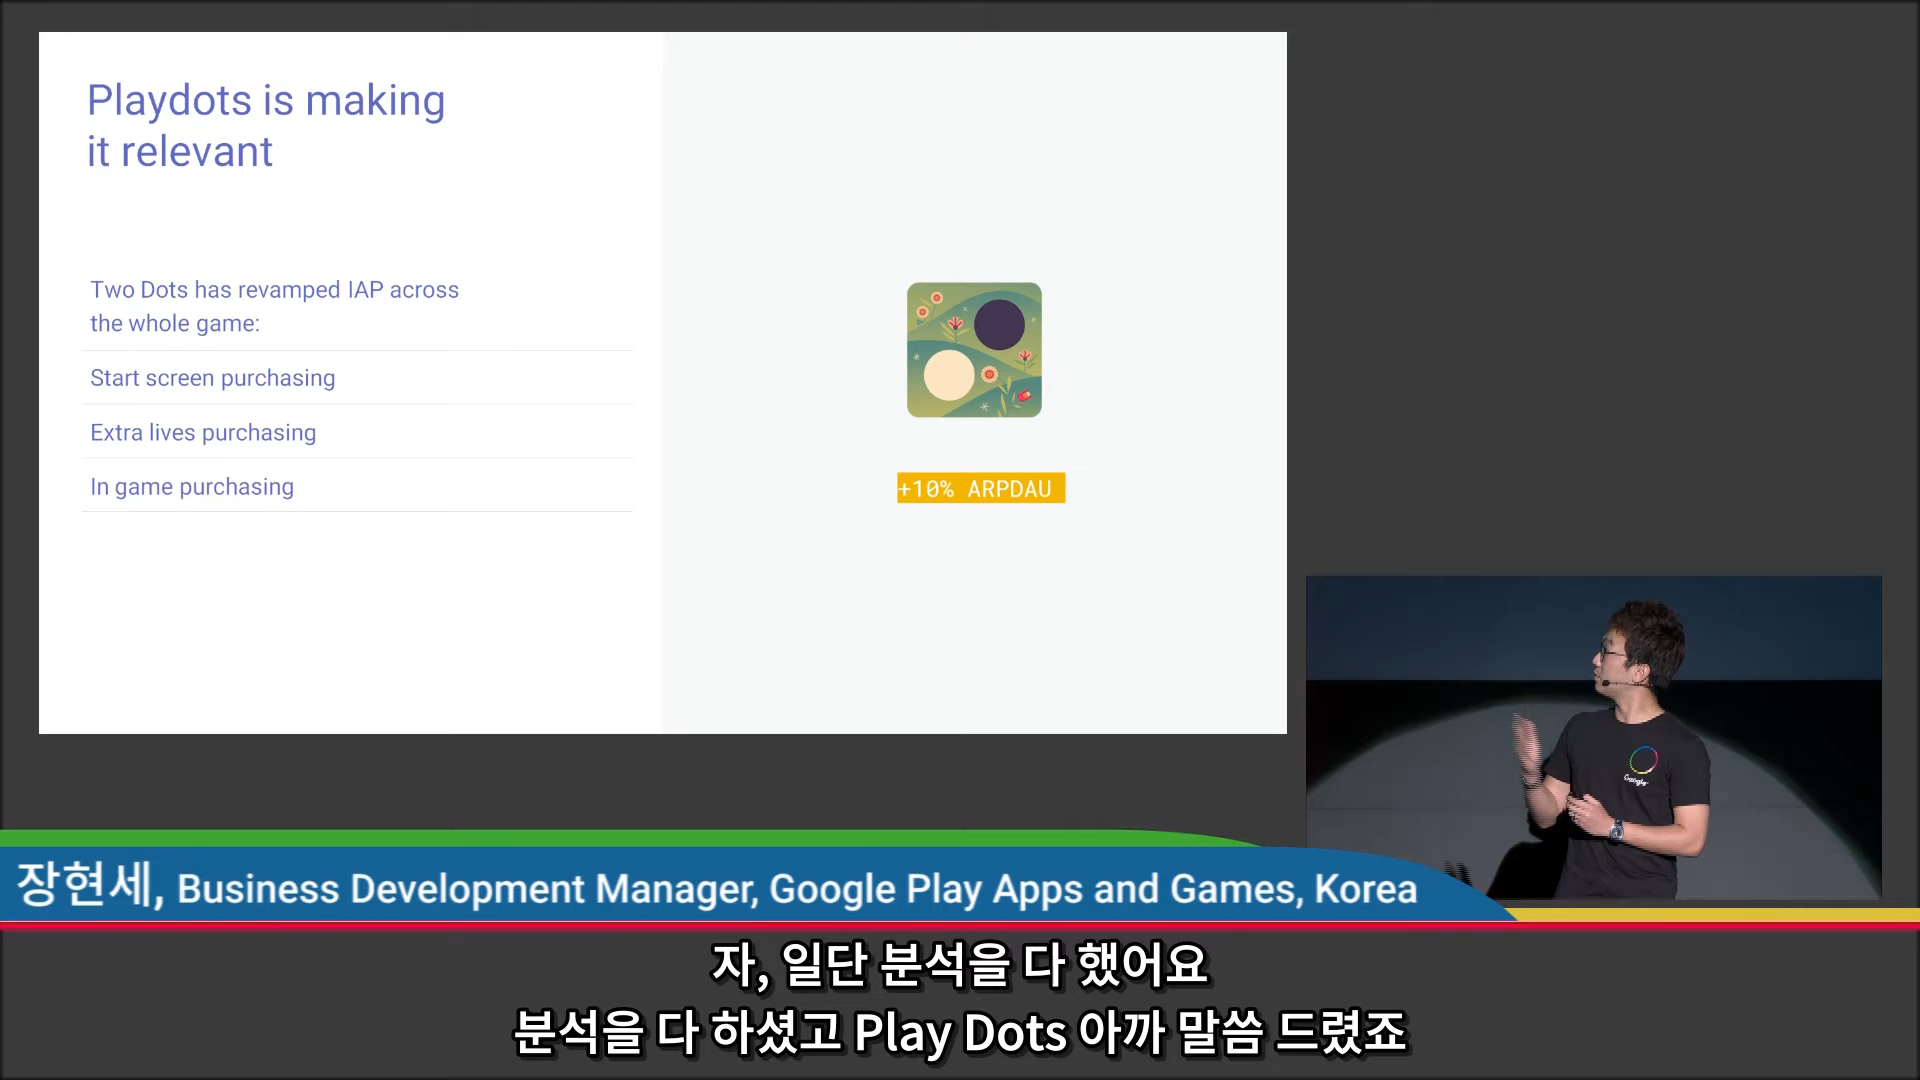 Playdots is making
it relevant
Two Dots has revamped IAP across
the whole game:
Start screen purchasing
Extra lives purchasing
In game purchasing
+10% ARPDAU
Google
장현세, Business Development Manager, Google Play Apps and Games, Korea
자, 일단 분석을 다 했어요
분석을 다 하셨고 Play Dots 아까 말씀 드렸죠